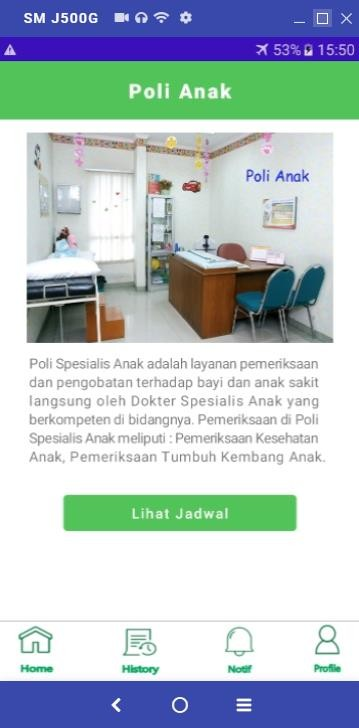 SM J500G
53% 15:50
Poli Anak
Poli Anak
Poli Spesialis Anak adalah layanan pemeriksaan
dan pengobatan terhadap bayi dan anak sakit
langsung oleh Dokter Spesialis Anak yang
berkompeten di bidangnya. Pemeriksaan di Poli
Spesialis Anak meliputi : Pemeriksaan Kesehatan
Anak, Pemeriksaan Tumbuh Kembang Anak.
Lihat Jadwal
Home History Notif Profile